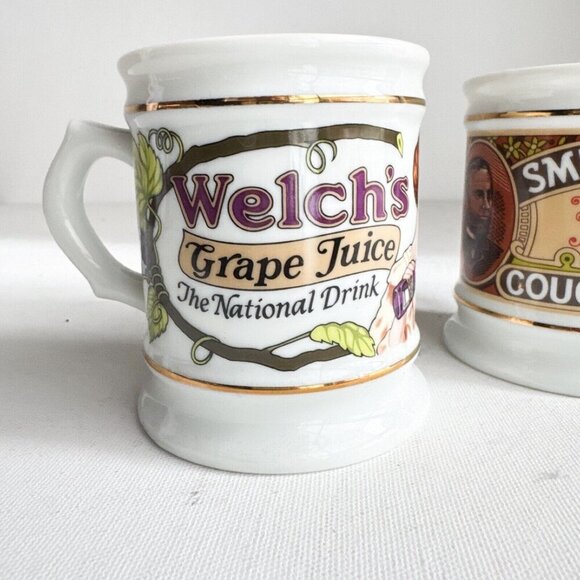 Welch's
Grape Juice
The National Drink